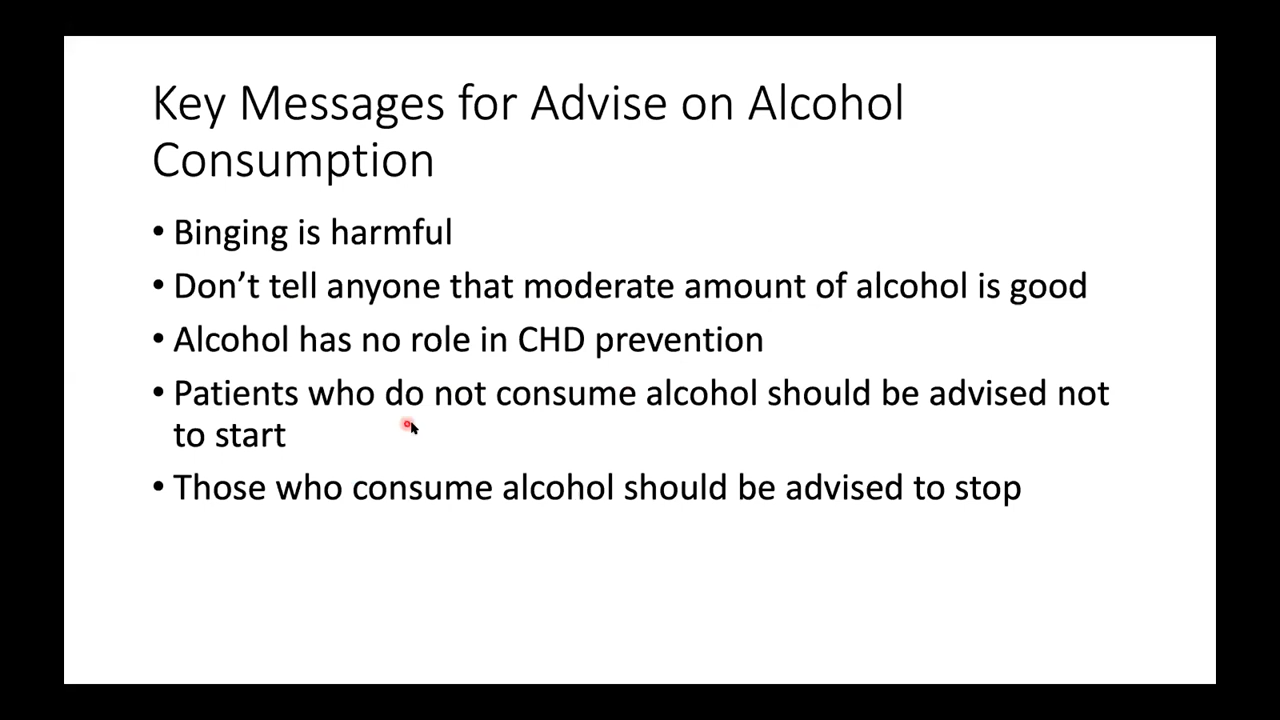 Key Messages for Advise on Alcohol
Consumption
• Binging is harmful
• Don’t tell anyone that moderate amount of alcohol is good
• Alcohol has no role in CHD prevention
• Patients who do not consume alcohol should be advised not
to start
• Those who consume alcohol should be advised to stop